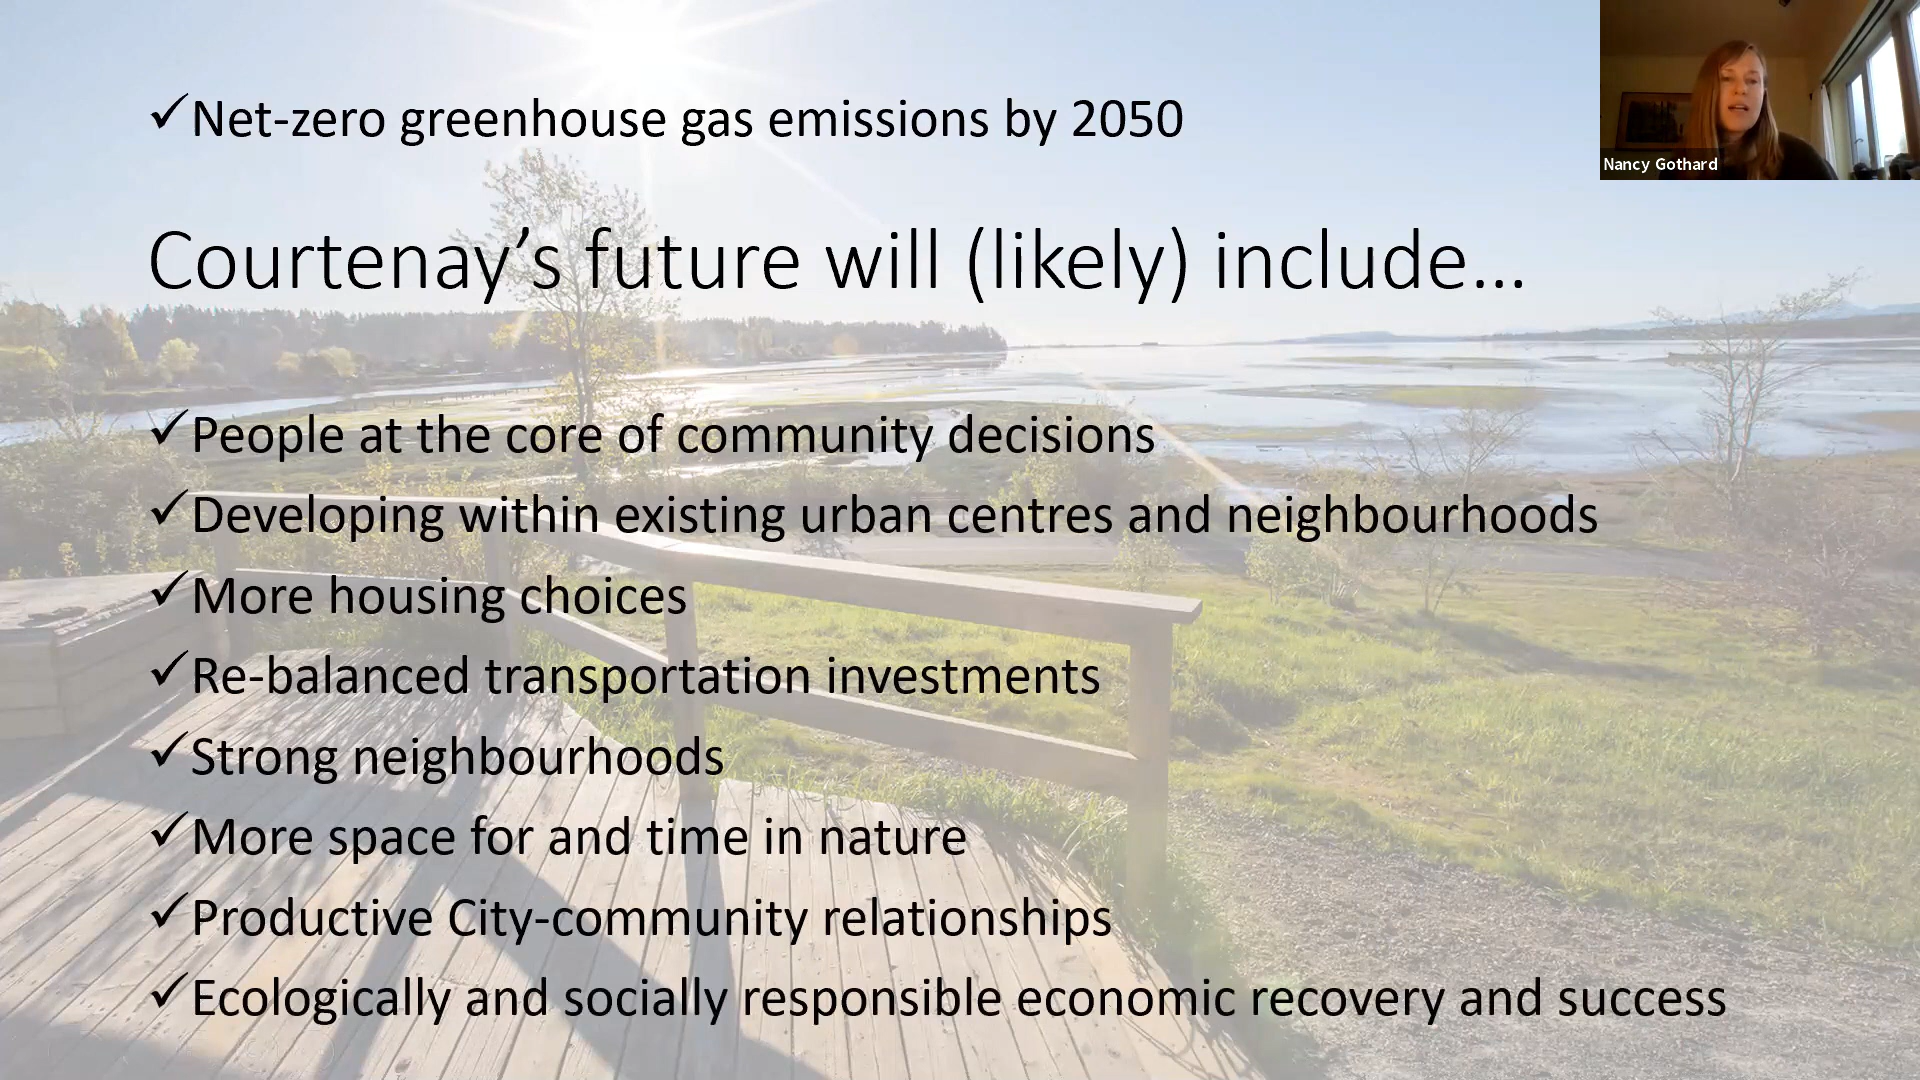 ✓Net-zero greenhouse gas emissions by 2050
Nancy Gothard
Courtenay’s future will (likely) include…
✓People at the core of community decisions
✓Developing within existing urban centres and neighbourhoods
✓More housing choices
✓Re-balanced transportation investments
✓Strong neighbourhoods
✓More space for and time in nature
✓Productive City-community relationships
✓Ecologically and socially responsible economic recovery and success